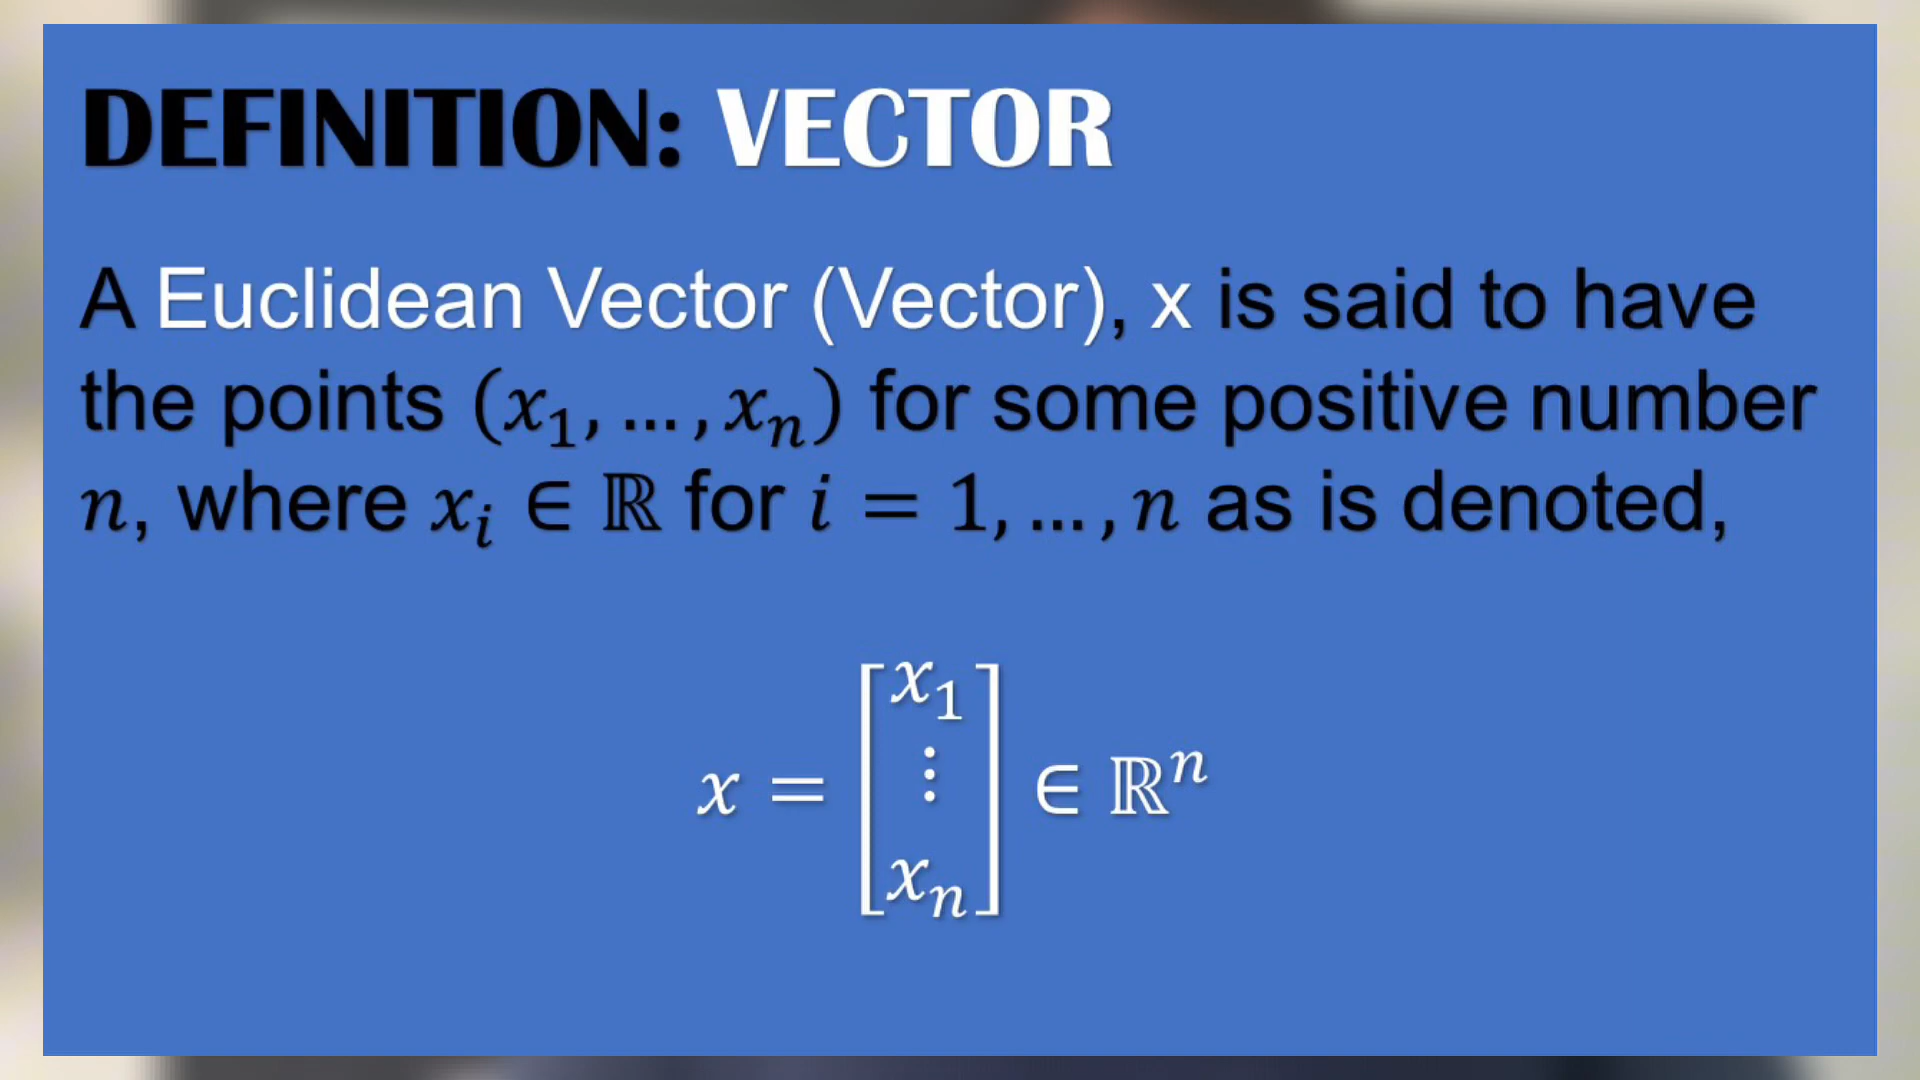 DEFINITION: VECTOR
A Euclidean Vector (Vector), x is said to have
the points (x₁, … , xₙ) for some positive number
n, where xᵢ ∈ ℝ for i = 1, … , n as is denoted,
x = [x₁ ⋮ xₙ] ∈ ℝⁿ